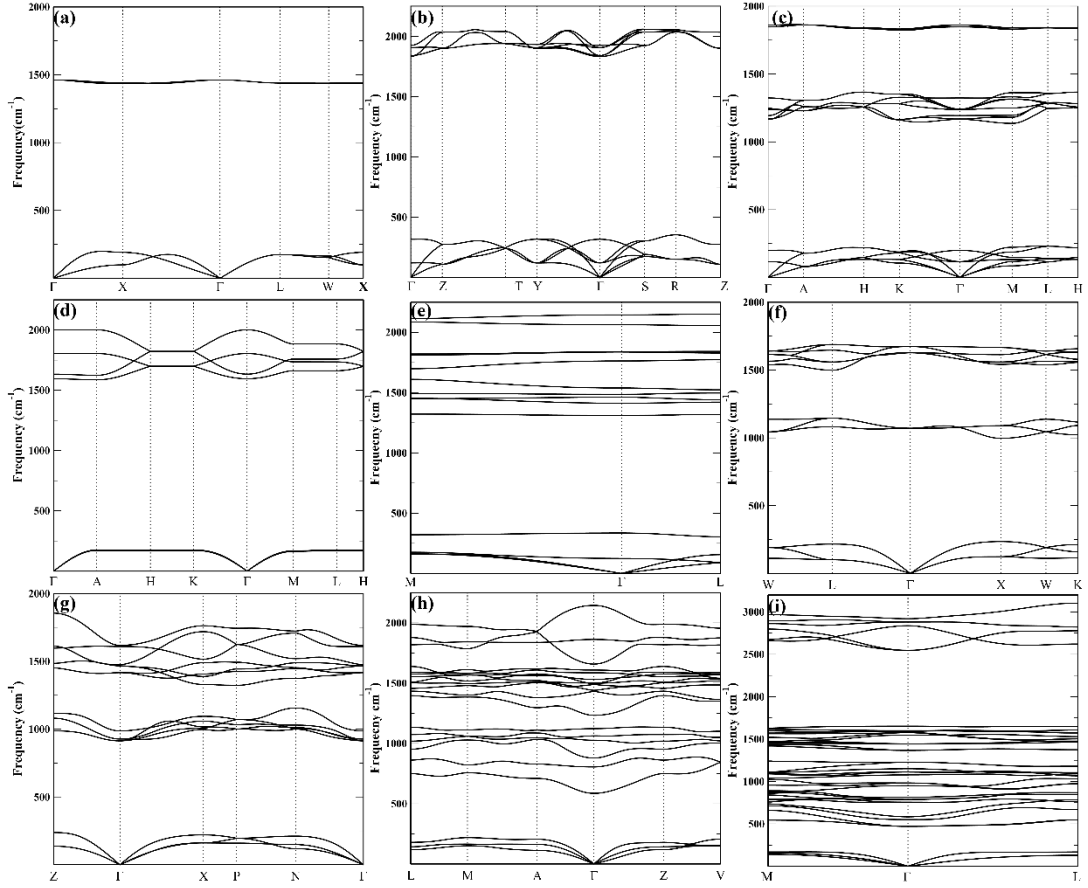 (a)
2000
1500
1000
500
Frequency(cm-1)
Γ X Γ L W X
(b)
2000
1500
1000
500
Frequency (cm-1)
Γ Z T Y Γ S R Z
(c)
2000
1500
1000
500
Frequency (cm-1)
Γ A H K Γ M L H
(d)
2000
1500
1000
500
Frequency (cm-1)
Γ A H K Γ M L H
(e)
2000
1500
1000
500
Frequecny (cm-1)
M Γ L
(f)
2000
1500
1000
500
Frequency (cm-1)
W L Γ X W K
(g)
2000
1500
1000
500
Frequency (cm-1)
Z Γ X P N Γ
(h)
2000
1500
1000
500
Frequency (cm-1)
L M A Γ Z V
(i)
3000
2500
2000
1500
1000
500
Frequency (cm-1)
M Γ L